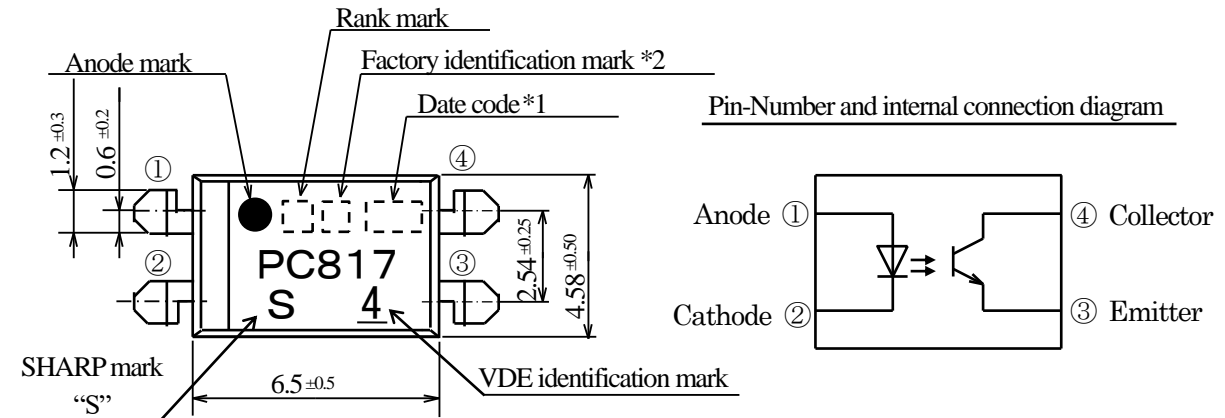 Rank mark
Anode mark
Factory identification mark *2
Date code*1
Pin-Number and internal connection diagram
1.2 ±0.3
0.6 ±0.2
①
④
②
③
PC817
S 4
2.54±0.25
4.58±0.50
6.5±0.5
SHARP mark
“S”
VDE identification mark
Anode ①
④ Collector
Cathode ②
③ Emitter